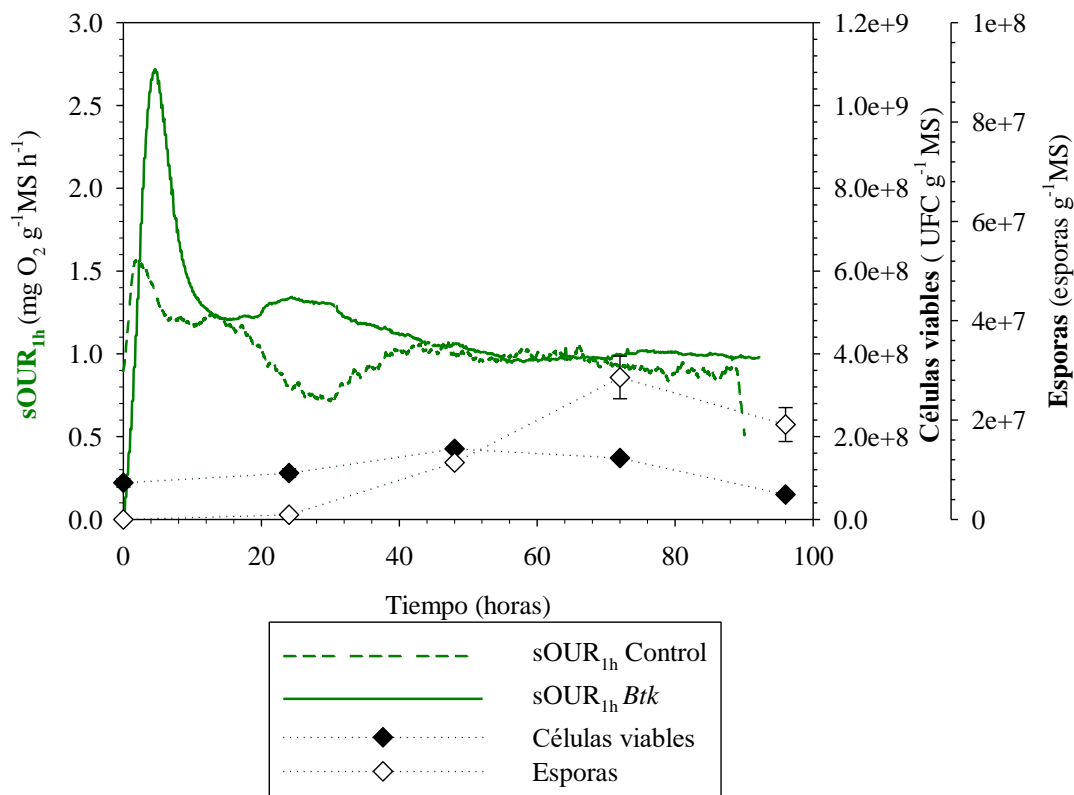 sOUR1h (mg O2 g-1MS h-1)
3.0
2.5
2.0
1.5
1.0
0.5
0.0
0
20
40
60
80
100
Tiempo (horas)
1.2e+9
1.0e+9
8.0e+8
6.0e+8
4.0e+8
2.0e+8
0.0
Células viables ( UFC g-1 MS)
1e+8
8e+7
6e+7
4e+7
2e+7
0
Esporas (esporas g-1MS)
sOUR1h Control
sOUR1h Btk
Células viables
Esporas